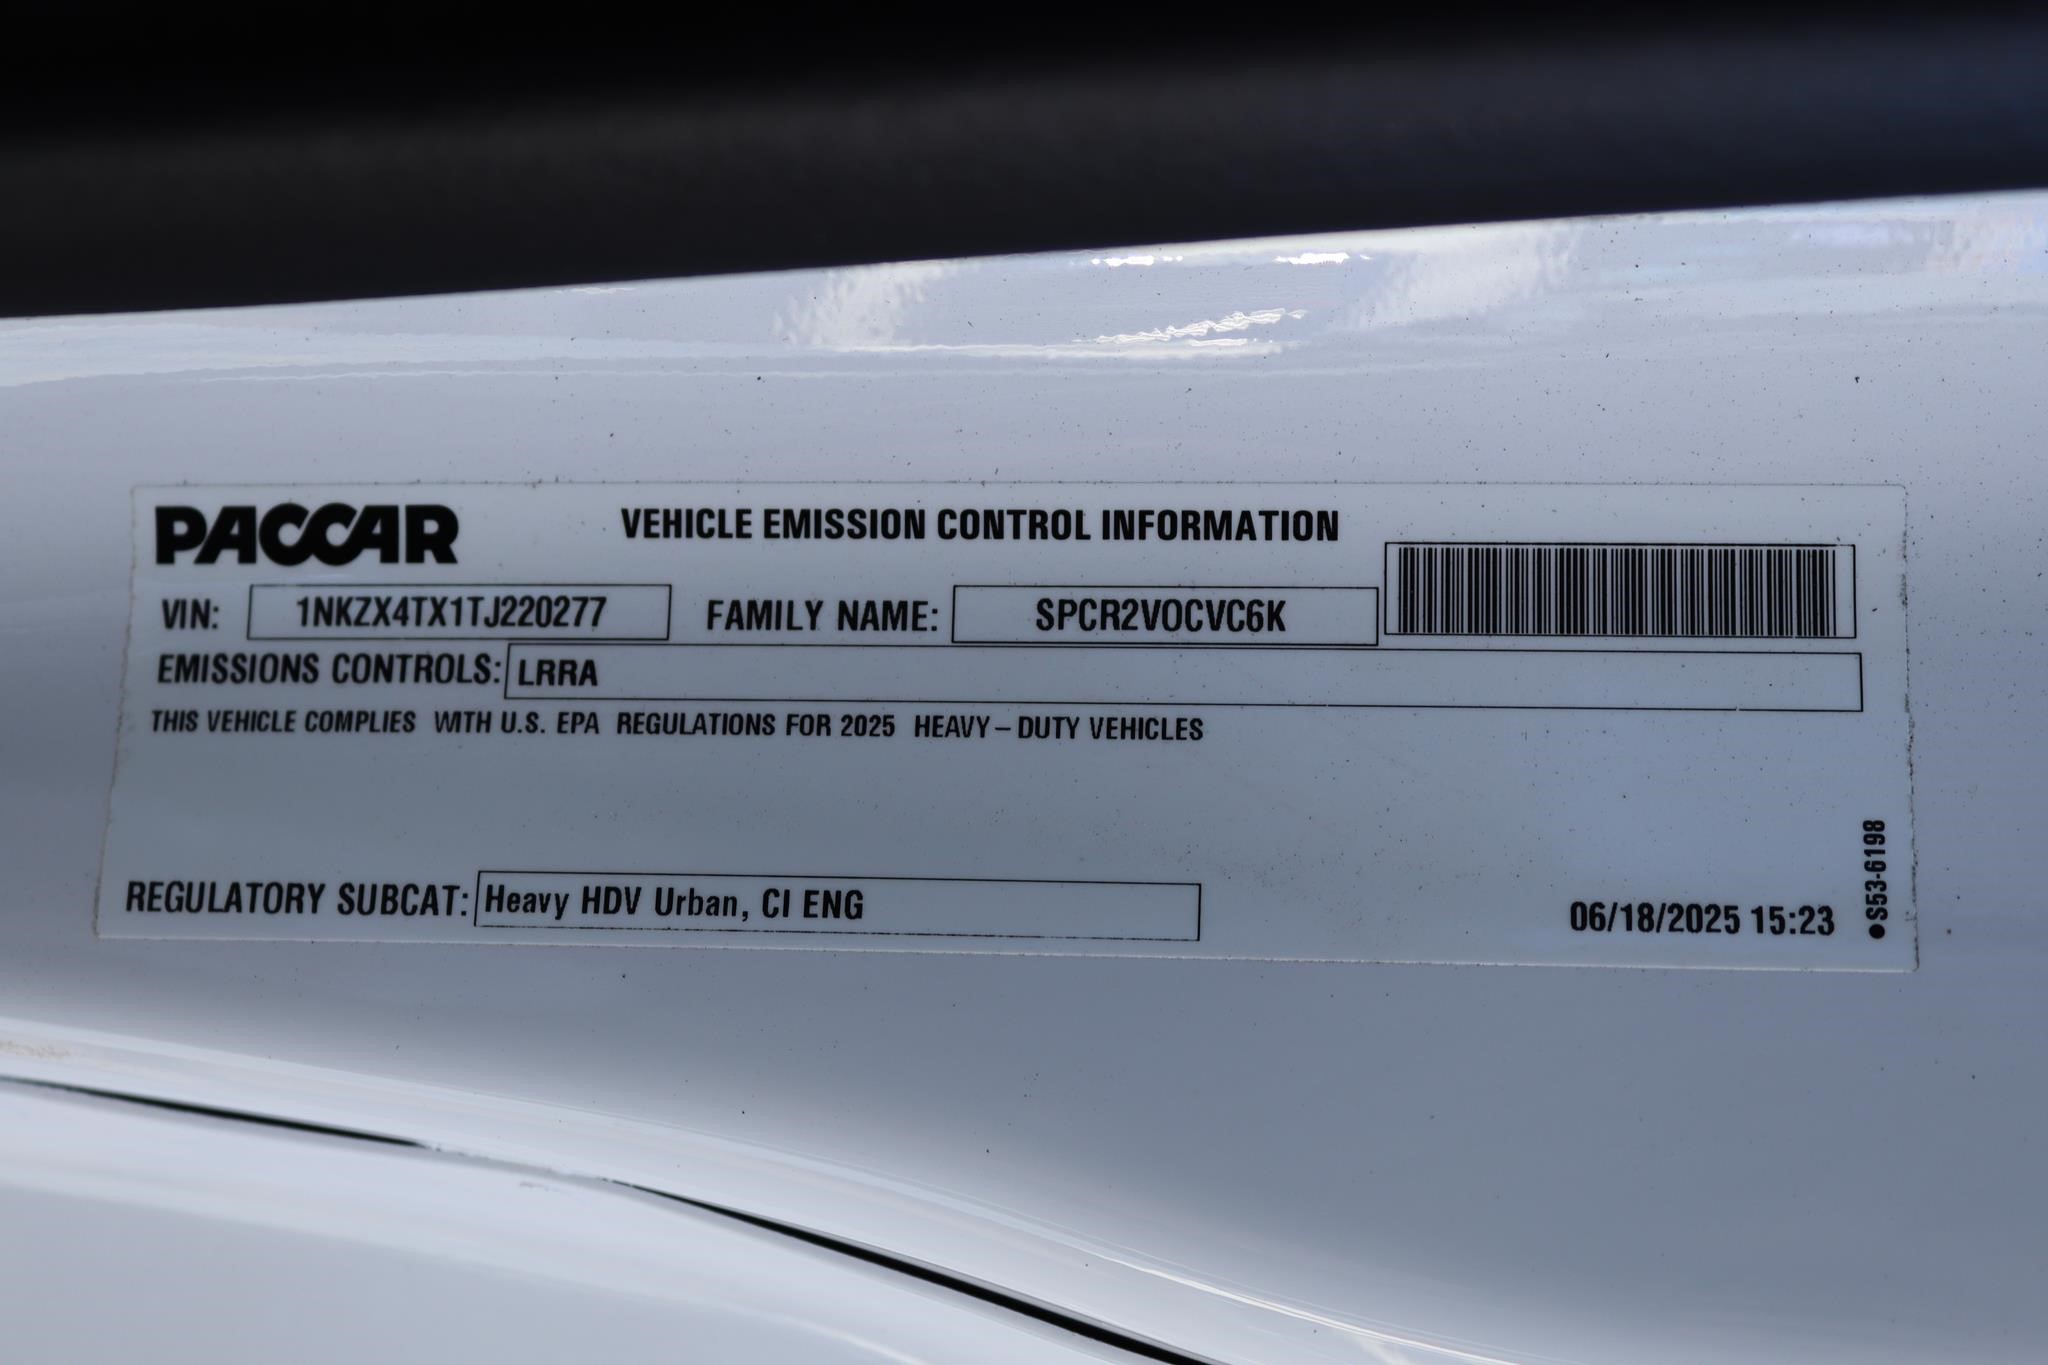 PACCAR VEHICLE EMISSION CONTROL INFORMATION
VIN: 1NKZX4TX1TJ220277 FAMILY NAME: SPCR2VOCVC6K
EMISSIONS CONTROLS: LRRA
THIS VEHICLE COMPLIES WITH U.S. EPA REGULATIONS FOR 2025 HEAVY – DUTY VEHICLES
REGULATORY SUBCAT: Heavy HDV Urban, CI ENG
06/18/2025 15:23
●S53-6198